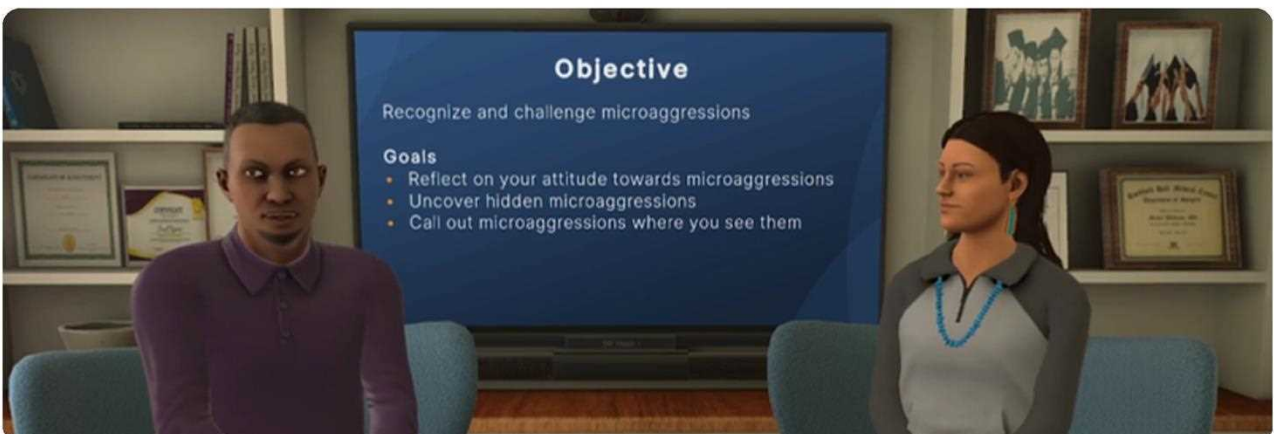 Objective
Recognize and challenge microaggressions
Goals
• Reflect on your attitude towards microaggressions
• Uncover hidden microaggressions
• Call out microaggressions where you see them